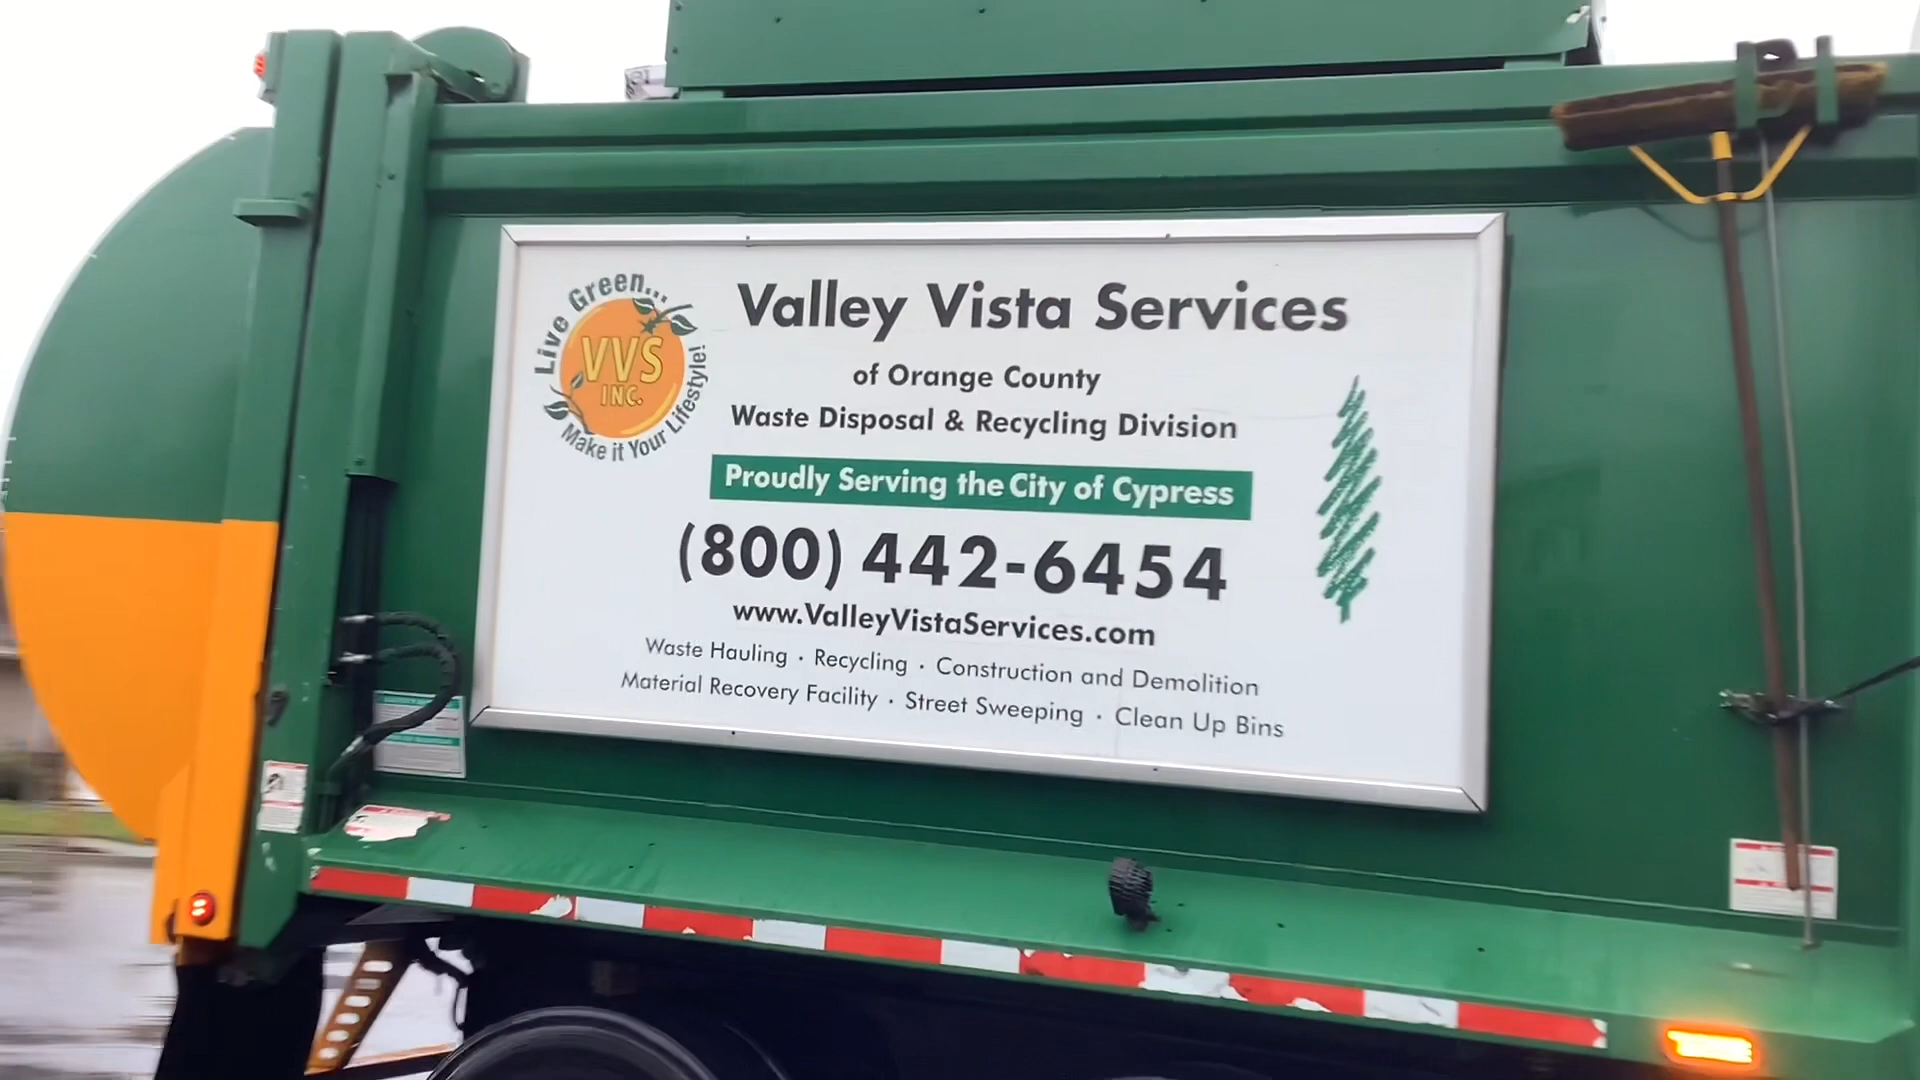 Live Green...
VVS
INC.
Make it Your Lifestyle!
Valley Vista Services
of Orange County
Waste Disposal & Recycling Division
Proudly Serving the City of Cypress
(800) 442-6454
www.ValleyVistaServices.com
Waste Hauling · Recycling · Construction and Demolition
Material Recovery Facility · Street Sweeping · Clean Up Bins